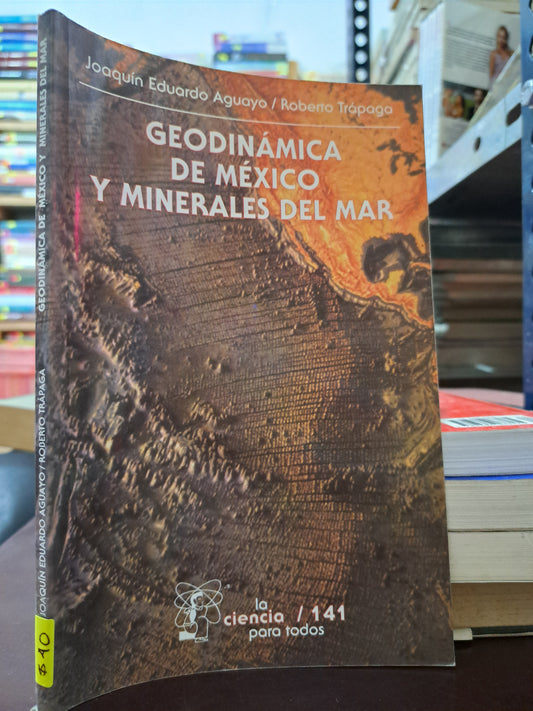 Joaquín Eduardo Aguayo / Roberto Trápaga
GEODINÁMICA
DE MÉXICO
Y MINERALES DEL MAR
la
ciencia / 141
para todos
JOAQUÍN EDUARDO AGUAYO / ROBERTO TRÁPAGA GEODINÁMICA DE MÉXICO Y MINERALES DEL MAR
$40